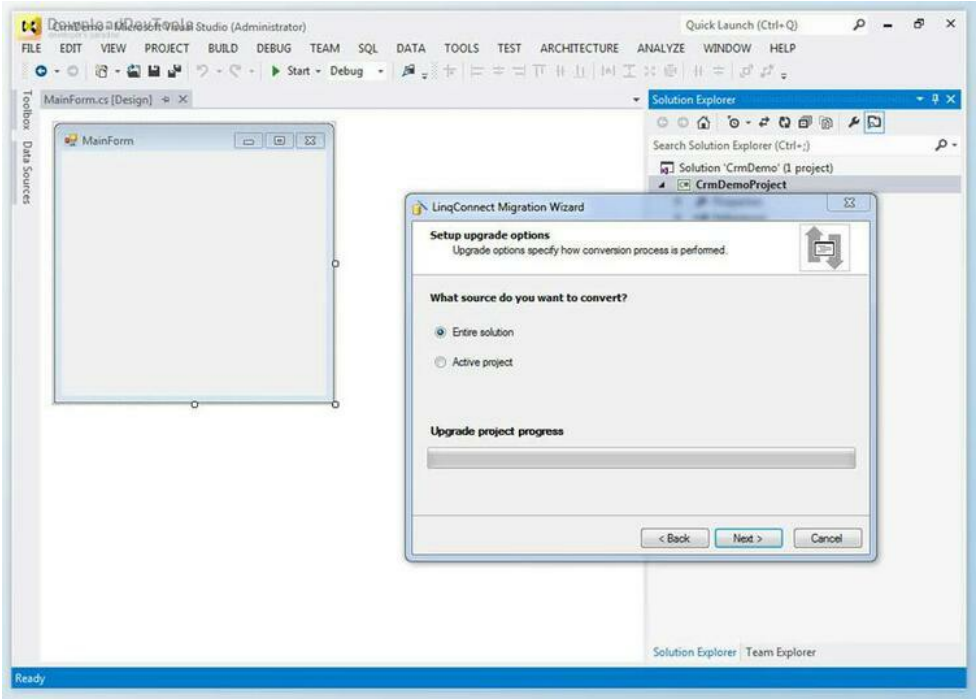 CrmDemo - Microsoft Visual Studio (Administrator)
DownloadDevTools
Quick Launch (Ctrl+Q)
FILE EDIT VIEW PROJECT BUILD DEBUG TEAM SQL DATA TOOLS TEST ARCHITECTURE ANALYZE WINDOW HELP
Start Debug
Toolbox
Data Sources
MainForm.cs [Design]
MainForm
Solution Explorer
Search Solution Explorer (Ctrl+;)
Solution 'CrmDemo' (1 project)
CrmDemoProject
LinqConnect Migration Wizard
Setup upgrade options
Upgrade options specify how conversion process is performed.
What source do you want to convert?
Entire solution
Active project
Upgrade project progress
< Back Next > Cancel
Solution Explorer Team Explorer
Ready